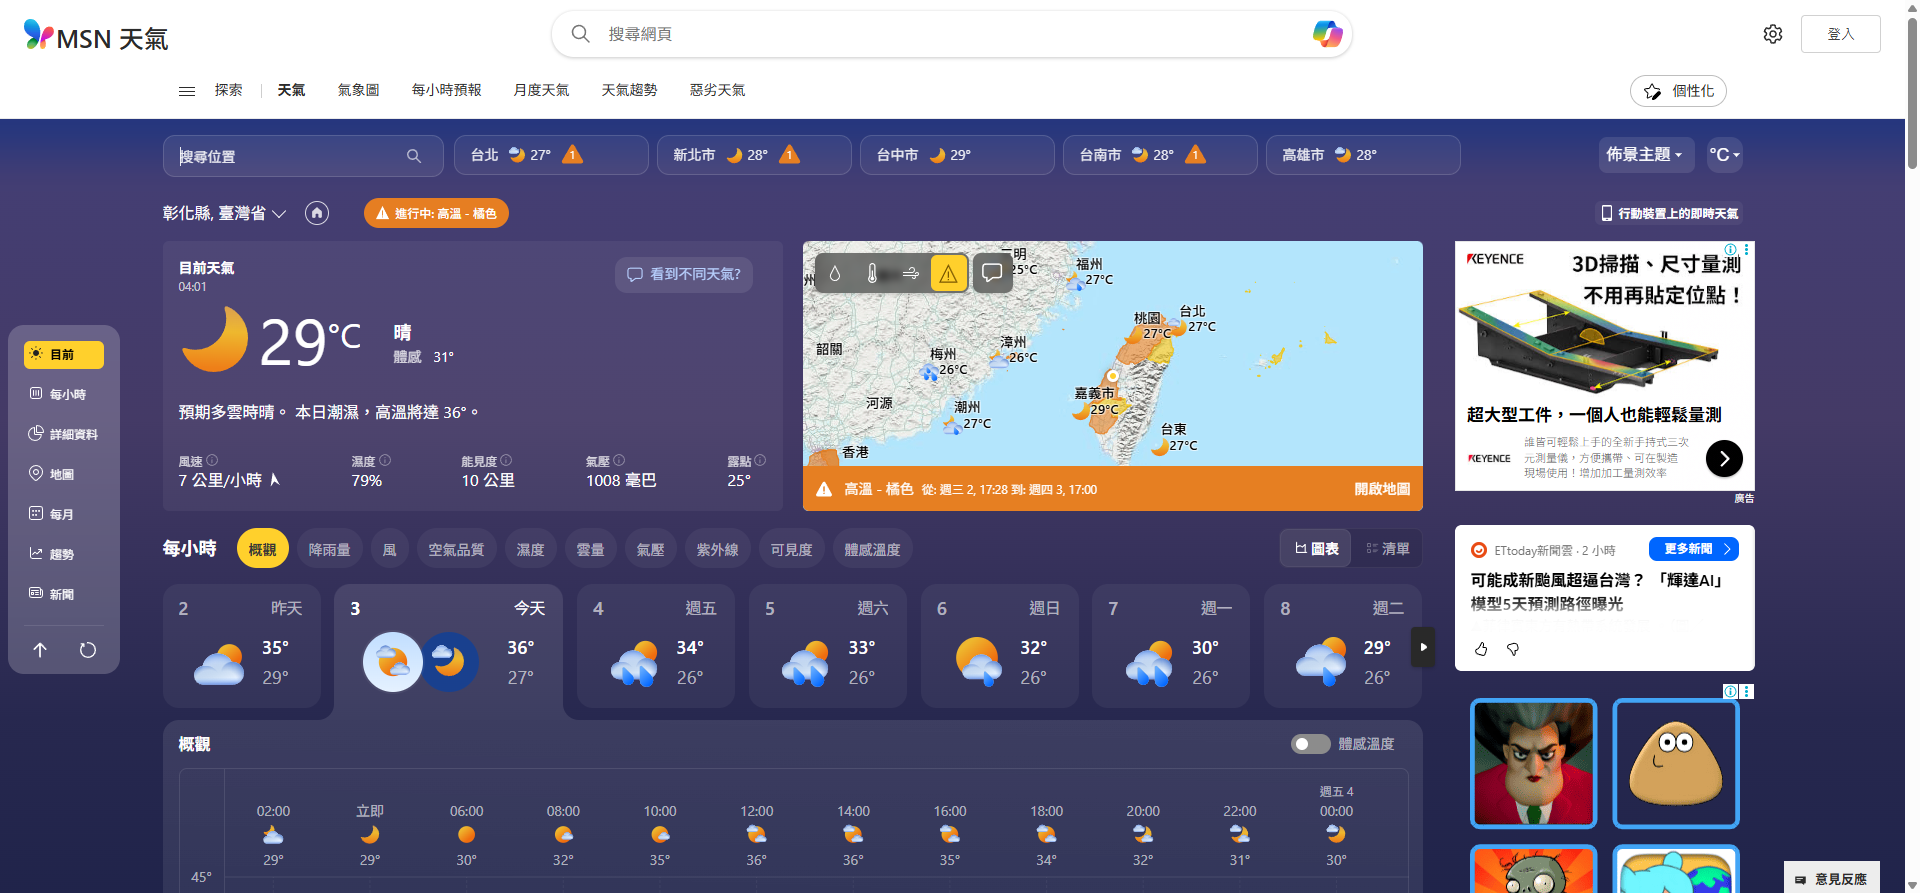 MSN 天氣
搜尋網頁
登入
探索
天氣
氣象圖
每小時預報
月度天氣
天氣趨勢
惡劣天氣
個性化
搜尋位置
台北 27° 1
新北市 28° 1
台中市 29°
台南市 28° 1
高雄市 28°
佈景主題
°C
彰化縣, 臺灣省
進行中: 高溫 - 橘色
行動裝置上的即時天氣
目前
每小時
詳細資料
地圖
每月
趨勢
新聞
目前天氣
04:01
看到不同天氣?
29°C
晴
體感 31°
預期多雲時晴。 本日潮濕，高溫將達 36°。
風速
7 公里/小時
濕度
79%
能見度
10 公里
氣壓
1008 毫巴
露點
25°
25°C
福州
27°C
韶關
梅州
26°C
漳州
26°C
桃園
27°C
台北
27°C
河源
潮州
27°C
嘉義市
29°C
台東
27°C
香港
高溫 - 橘色 從: 週三 2, 17:28 到: 週四 3, 17:00
開啟地圖
KEYENCE
3D掃描、尺寸量測
不用再貼定位點！
超大型工件，一個人也能輕鬆量測
KEYENCE
誰皆可輕鬆上手的全新手持式三次
元測量儀，方便攜帶、可在製造
現場使用！增加加工量測效率
廣告
每小時
概觀
降雨量
風
空氣品質
濕度
雲量
氣壓
紫外線
可見度
體感溫度
圖表
清單
2 昨天
35°
29°
3 今天
36°
27°
4 週五
34°
26°
5 週六
33°
26°
6 週日
32°
26°
7 週一
30°
26°
8 週二
29°
26°
ETtoday新聞雲 · 2 小時
更多新聞
可能成新颱風超逼台灣？ 「輝達AI」
模型5天預測路徑曝光
概觀
體感溫度
週五 4
02:00 立即 06:00 08:00 10:00 12:00 14:00 16:00 18:00 20:00 22:00 00:00
29° 29° 30° 32° 35° 36° 36° 35° 34° 32° 31° 30°
45°
意見反應